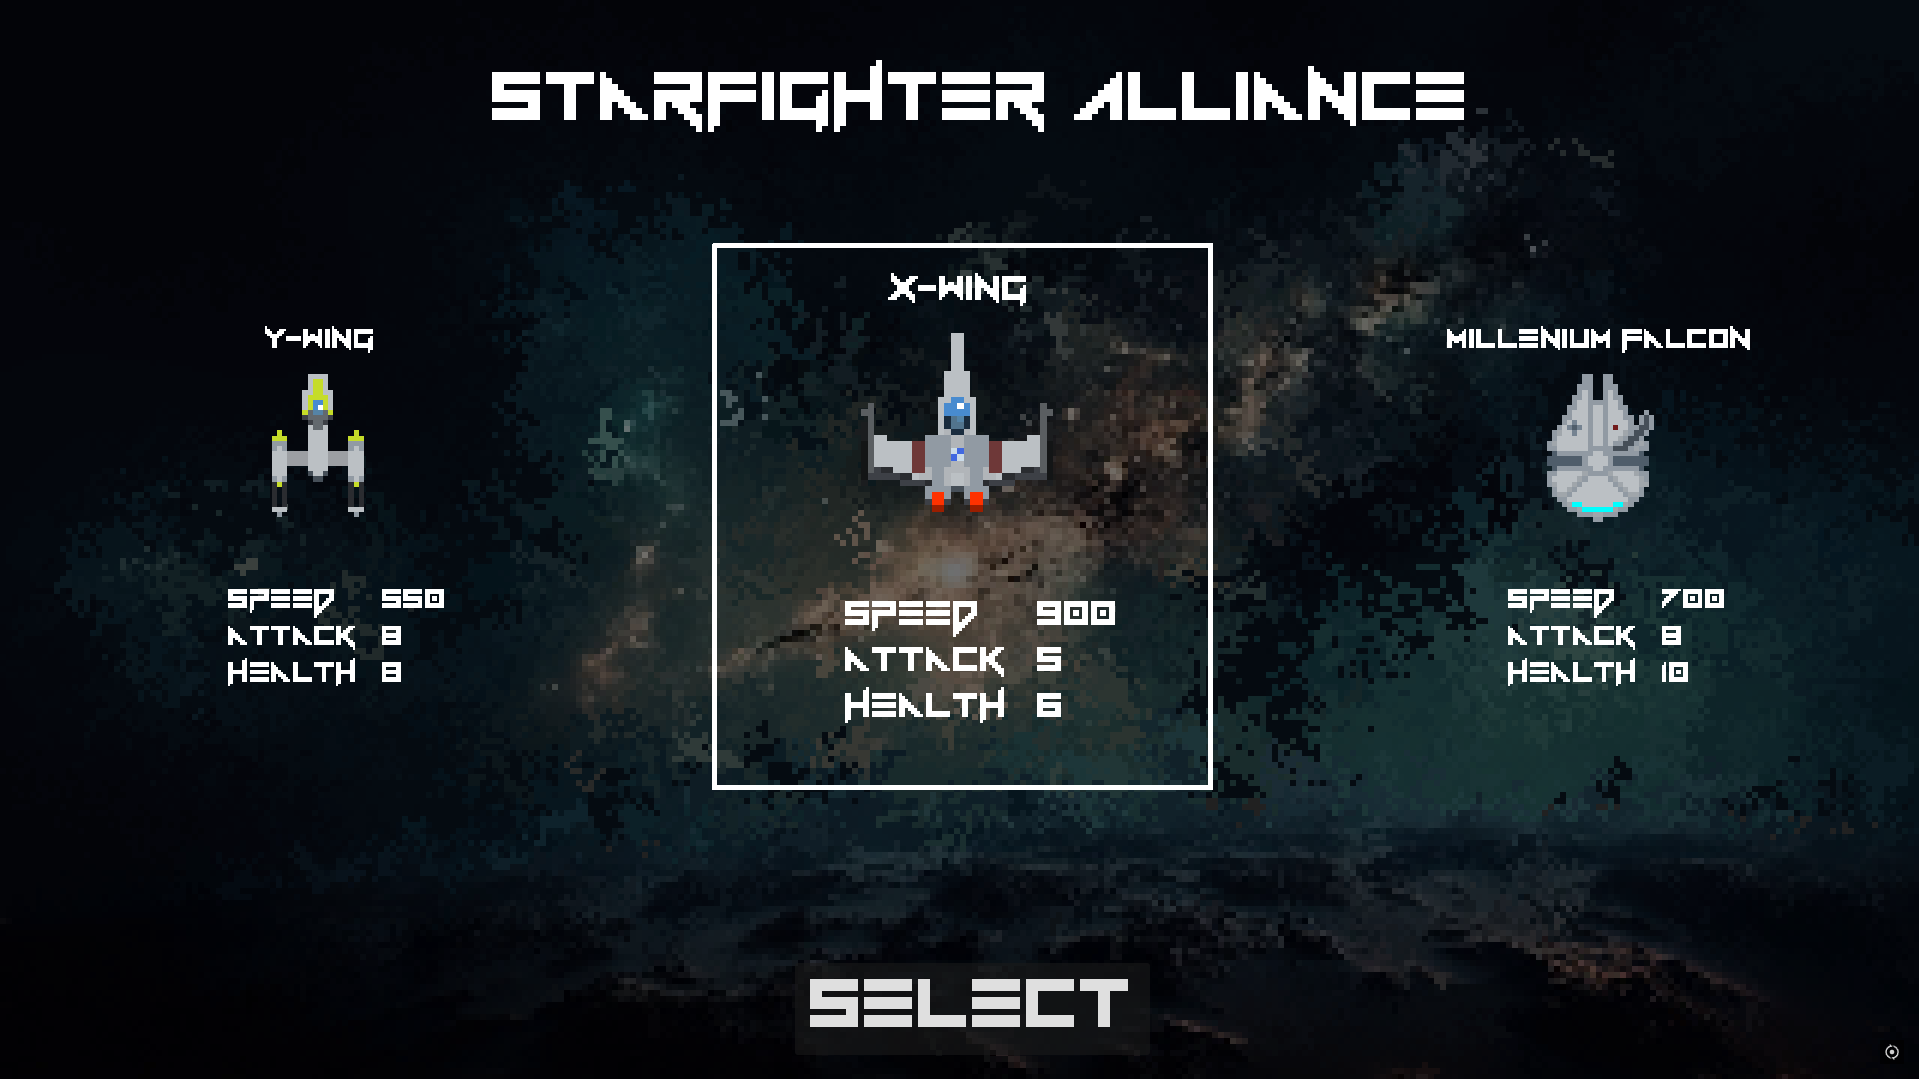 STARFIGHTER ALLIANCE
Y-WING
SPEED 550
ATTACK 8
HEALTH 8
X-WING
SPEED 900
ATTACK 5
HEALTH 6
MILLENIUM FALCON
SPEED 700
ATTACK 8
HEALTH 10
SELECT